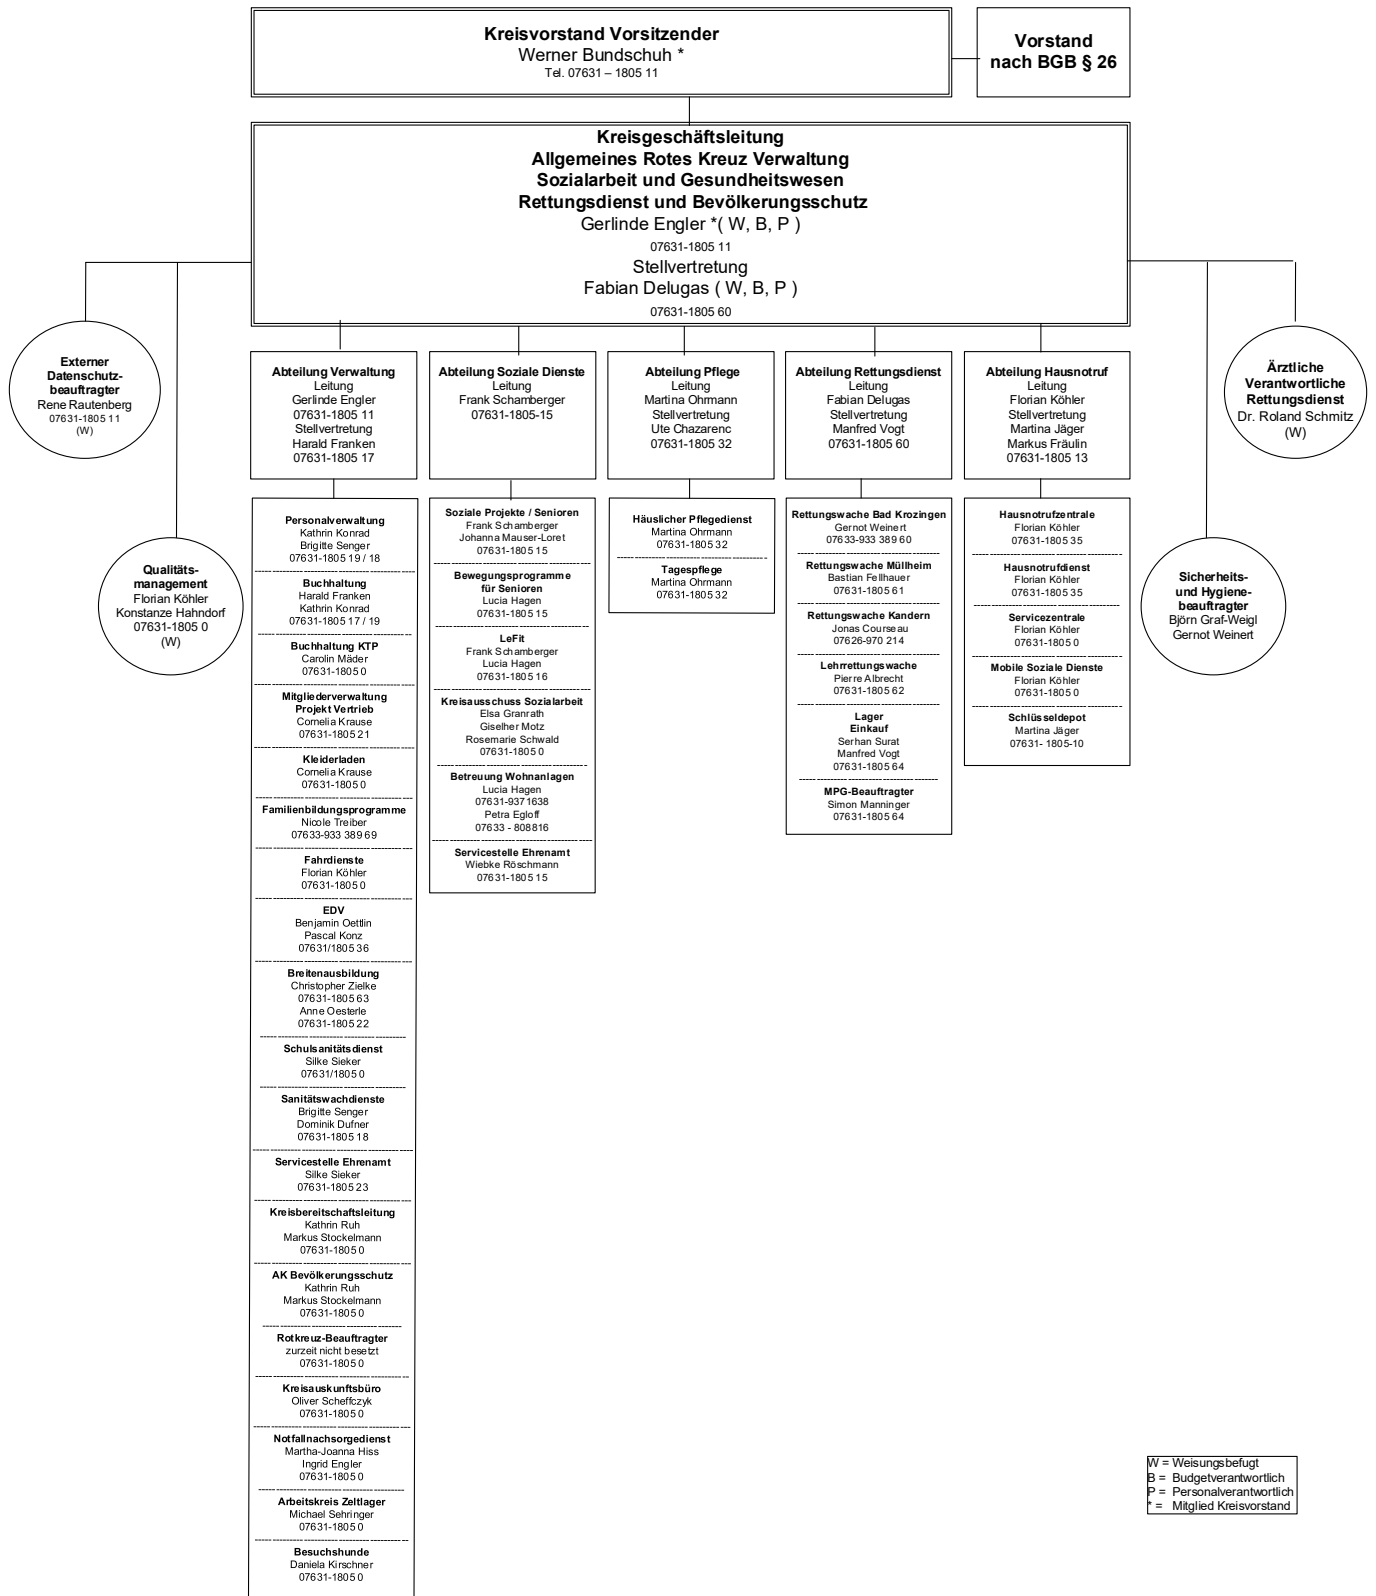 Kreisvorstand Vorsitzender
Werner Bundschuh *
Tel. 07631 – 1805 11
Vorstand
nach BGB § 26
Kreisgeschäftsleitung
Allgemeines Rotes Kreuz Verwaltung
Sozialarbeit und Gesundheitswesen
Rettungsdienst und Bevölkerungsschutz
Gerlinde Engler *( W, B, P )
07631-1805 11
Stellvertretung
Fabian Delugas ( W, B, P )
07631-1805 60
Externer
Datenschutz-
beauftragter
Rene Rautenberg
07631-1805 11
(W)
Qualitäts-
management
Florian Köhler
Konstanze Hahndorf
07631-1805 0
(W)
Abteilung Verwaltung
Leitung
Gerlinde Engler
07631-1805 11
Stellvertretung
Harald Franken
07631-1805 17
Abteilung Soziale Dienste
Leitung
Frank Schamberger
07631-1805-15
Abteilung Pflege
Leitung
Martina Ohrmann
Stellvertretung
Ute Chazarenc
07631-1805 32
Abteilung Rettungsdienst
Leitung
Fabian Delugas
Stellvertretung
Manfred Vogt
07631-1805 60
Abteilung Hausnotruf
Leitung
Florian Köhler
Stellvertretung
Martina Jäger
Markus Fräulin
07631-1805 13
Ärztliche
Verantwortliche
Rettungsdienst
Dr. Roland Schmitz
(W)
Sicherheits-
und Hygiene-
beauftragter
Björn Graf-Weigl
Gernot Weinert
Personalverwaltung
Kathrin Konrad
Brigitte Senger
07631-1805 19 / 18
Buchhaltung
Harald Franken
Kathrin Konrad
07631-1805 17 / 19
Buchhaltung KTP
Carolin Mäder
07631-1805 0
Mitgliederverwaltung
Projekt Vertrieb
Cornelia Krause
07631-1805 21
Kleiderladen
Cornelia Krause
07631-1805 0
Familienbildungsprogramme
Nicole Treiber
07633-933 389 69
Fahrdienste
Florian Köhler
07631-1805 0
EDV
Benjamin Oettlin
Pascal Konz
07631/1805 36
Breitenausbildung
Christopher Zielke
07631-1805 63
Anne Oesterle
07631-1805 22
Schulsanitätsdienst
Silke Sieker
07631/1805 0
Sanitätswachdienste
Brigitte Senger
Dominik Dufner
07631-1805 18
Servicestelle Ehrenamt
Silke Sieker
07631-1805 23
Kreisbereitschaftsleitung
Kathrin Ruh
Markus Stockelmann
07631-1805 0
AK Bevölkerungsschutz
Kathrin Ruh
Markus Stockelmann
07631-1805 0
Rotkreuz-Beauftragter
zurzeit nicht besetzt
07631-1805 0
Kreisauskunftsbüro
Oliver Scheffczyk
07631-1805 0
Notfallnachsorgedienst
Martha-Joanna Hiss
Ingrid Engler
07631-1805 0
Arbeitskreis Zeltlager
Michael Sehringer
07631-1805 0
Besuchshunde
Daniela Kirschner
07631-1805 0
Soziale Projekte / Senioren
Frank Schamberger
Johanna Mauser-Loret
07631-1805 15
Bewegungsprogramme
für Senioren
Lucia Hagen
07631-1805 15
LeFit
Frank Schamberger
Lucia Hagen
07631-1805 16
Kreisausschuss Sozialarbeit
Elsa Granrath
Giselher Motz
Rosemarie Schwald
07631-1805 0
Betreuung Wohnanlagen
Lucia Hagen
07631-9371638
Petra Egloff
07633 - 808816
Servicestelle Ehrenamt
Wiebke Röschmann
07631-1805 15
Häuslicher Pflegedienst
Martina Ohrmann
07631-1805 32
Tagespflege
Martina Ohrmann
07631-1805 32
Rettungswache Bad Krozingen
Gernot Weinert
07633-933 389 60
Rettungswache Müllheim
Bastian Fellhauer
07631-1805 61
Rettungswache Kandern
Jonas Courseau
07626-970 214
Lehrrettungswache
Pierre Albrecht
07631-1805 62
Lager
Einkauf
Serhan Surat
Manfred Vogt
07631-1805 64
MPG-Beauftragter
Simon Manninger
07631-1805 64
Hausnotrufzentrale
Florian Köhler
07631-1805 35
Hausnotrufdienst
Florian Köhler
07631-1805 35
Servicezentrale
Florian Köhler
07631-1805 0
Mobile Soziale Dienste
Florian Köhler
07631-1805 0
Schlüsseldepot
Martina Jäger
07631- 1805-10
W = Weisungsbefugt
B = Budgetverantwortlich
P = Personalverantwortlich
* = Mitglied Kreisvorstand